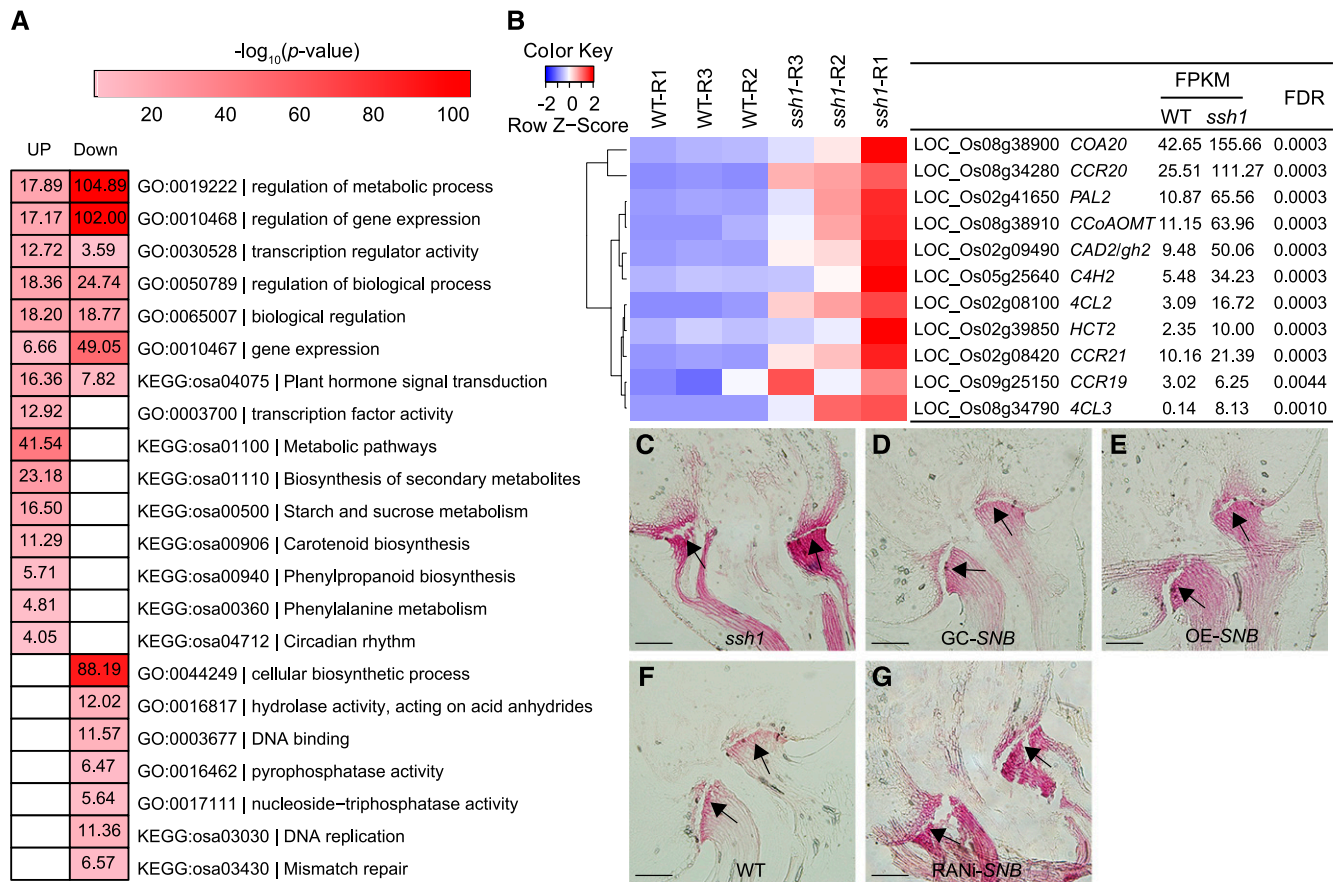 A
-log10(p-value)
20 40 60 80 100
UP Down
17.89 104.89 GO:0019222 | regulation of metabolic process
17.17 102.00 GO:0010468 | regulation of gene expression
12.72 3.59 GO:0030528 | transcription regulator activity
18.36 24.74 GO:0050789 | regulation of biological process
18.20 18.77 GO:0065007 | biological regulation
6.66 49.05 GO:0010467 | gene expression
16.36 7.82 KEGG:osa04075 | Plant hormone signal transduction
12.92 GO:0003700 | transcription factor activity
41.54 KEGG:osa01100 | Metabolic pathways
23.18 KEGG:osa01110 | Biosynthesis of secondary metabolites
16.50 KEGG:osa00500 | Starch and sucrose metabolism
11.29 KEGG:osa00906 | Carotenoid biosynthesis
5.71 KEGG:osa00940 | Phenylpropanoid biosynthesis
4.81 KEGG:osa00360 | Phenylalanine metabolism
4.05 KEGG:osa04712 | Circadian rhythm
88.19 GO:0044249 | cellular biosynthetic process
12.02 GO:0016817 | hydrolase activity, acting on acid anhydrides
11.57 GO:0003677 | DNA binding
6.47 GO:0016462 | pyrophosphatase activity
5.64 GO:0017111 | nucleoside−triphosphatase activity
11.36 KEGG:osa03030 | DNA replication
6.57 KEGG:osa03430 | Mismatch repair
B
Color Key
-2 0 2
Row Z−Score
WT-R1 WT-R3 WT-R2 ssh1-R3 ssh1-R2 ssh1-R1
FPKM FDR
WT ssh1
LOC_Os08g38900 COA20 42.65 155.66 0.0003
LOC_Os08g34280 CCR20 25.51 111.27 0.0003
LOC_Os02g41650 PAL2 10.87 65.56 0.0003
LOC_Os08g38910 CCoAOMT 11.15 63.96 0.0003
LOC_Os02g09490 CAD2/gh2 9.48 50.06 0.0003
LOC_Os05g25640 C4H2 5.48 34.23 0.0003
LOC_Os02g08100 4CL2 3.09 16.72 0.0003
LOC_Os02g39850 HCT2 2.35 10.00 0.0003
LOC_Os02g08420 CCR21 10.16 21.39 0.0003
LOC_Os09g25150 CCR19 3.02 6.25 0.0044
LOC_Os08g34790 4CL3 0.14 8.13 0.0010
C
ssh1
D
GC-SNB
E
OE-SNB
F
WT
G
RANi-SNB